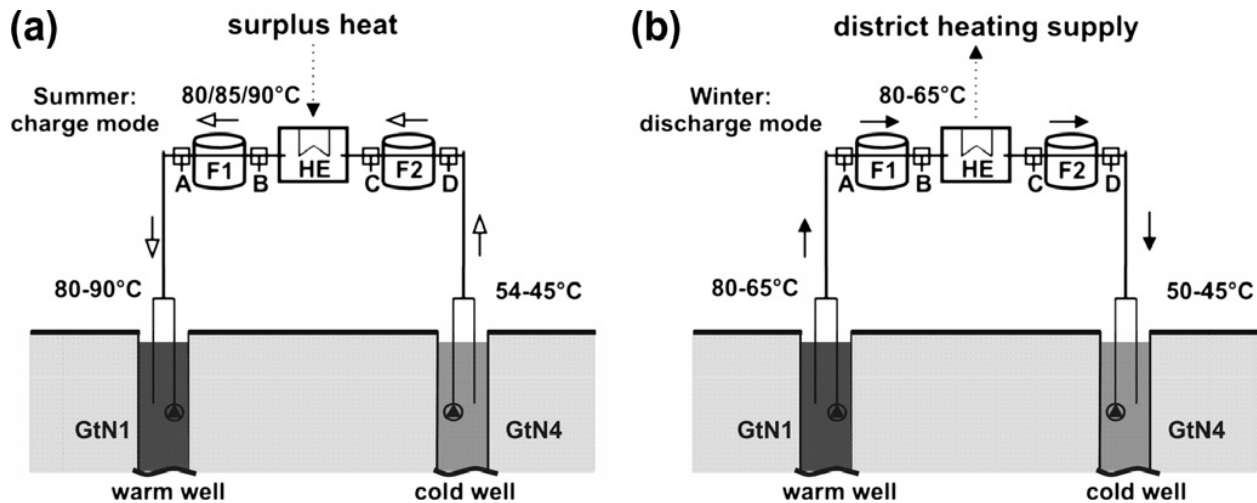 (a)
surplus heat
Summer:
charge mode
80/85/90°C
F1
HE
F2
A
B
C
D
80-90°C
54-45°C
GtN1
GtN4
warm well
cold well
(b)
district heating supply
Winter:
discharge mode
80-65°C
F1
HE
F2
A
B
C
D
80-65°C
50-45°C
GtN1
GtN4
warm well
cold well